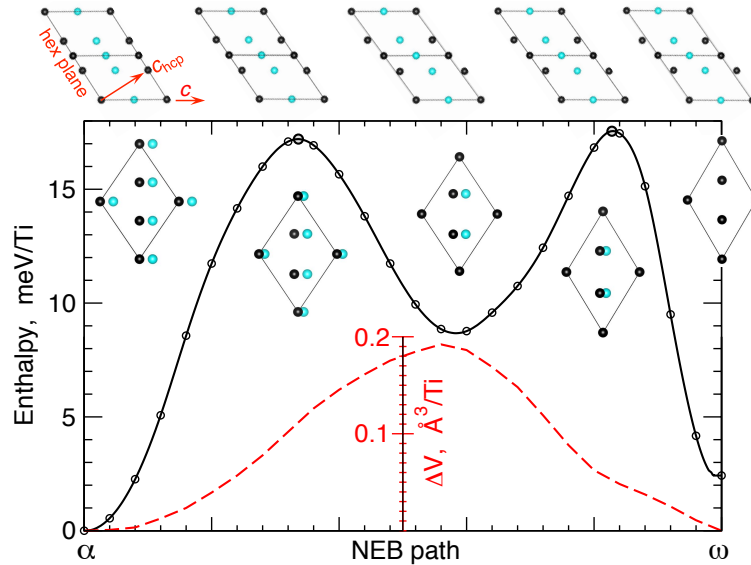 hex plane
c_hcp
c
Enthalpy, meV/Ti
15
10
5
0
0.2
0.1
ΔV, Å³/Ti
α
NEB path
ω